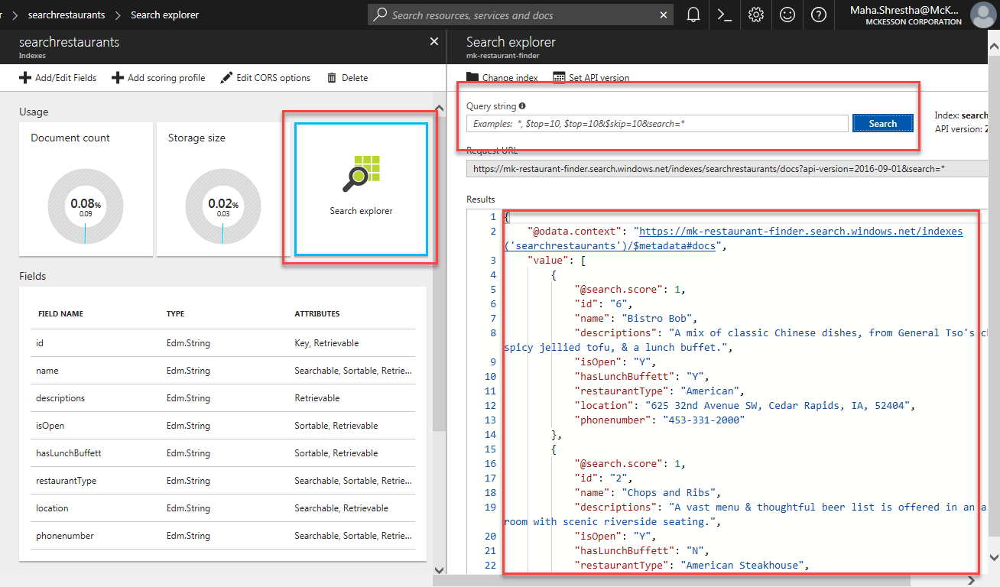 r > searchrestaurants > Search explorer
Search resources, services and docs
Maha.Shrestha@McK...
MCKESSON CORPORATION
searchrestaurants
Indexes
Add/Edit Fields Add scoring profile Edit CORS options Delete
Usage
Document count
0.08%
0.09
Storage size
0.02%
0.03
Search explorer
Fields
FIELD NAME TYPE ATTRIBUTES
id Edm.String Key, Retrievable
name Edm.String Searchable, Sortable, Retrie...
descriptions Edm.String Retrievable
isOpen Edm.String Sortable, Retrievable
hasLunchBuffett Edm.String Sortable, Retrievable
restaurantType Edm.String Searchable, Sortable, Retrie...
location Edm.String Searchable, Retrievable
phonenumber Edm.String Searchable, Sortable, Retrie...
Search explorer
mk-restaurant-finder
Change index Set API version
Query string
Examples: *, $top=10, $top=10&$skip=10&search=*
Search
Index: search
API version: 2
Request URL
https://mk-restaurant-finder.search.windows.net/indexes/searchrestaurants/docs?api-version=2016-09-01&search=*
Results
1 {
2 "@odata.context": "https://mk-restaurant-finder.search.windows.net/indexes
('searchrestaurants')/$metadata#docs",
3 "value": [
4 {
5 "@search.score": 1,
6 "id": "6",
7 "name": "Bistro Bob",
8 "descriptions": "A mix of classic Chinese dishes, from General Tso's ch
spicy jellied tofu, & a lunch buffet.",
9 "isOpen": "Y",
10 "hasLunchBuffett": "Y",
11 "restaurantType": "American",
12 "location": "625 32nd Avenue SW, Cedar Rapids, IA, 52404",
13 "phonenumber": "453-331-2000"
14 },
15 {
16 "@search.score": 1,
17 "id": "2",
18 "name": "Chops and Ribs",
19 "descriptions": "A vast menu & thoughtful beer list is offered in an ai
room with scenic riverside seating.",
20 "isOpen": "Y",
21 "hasLunchBuffett": "N",
22 "restaurantType": "American Steakhouse",